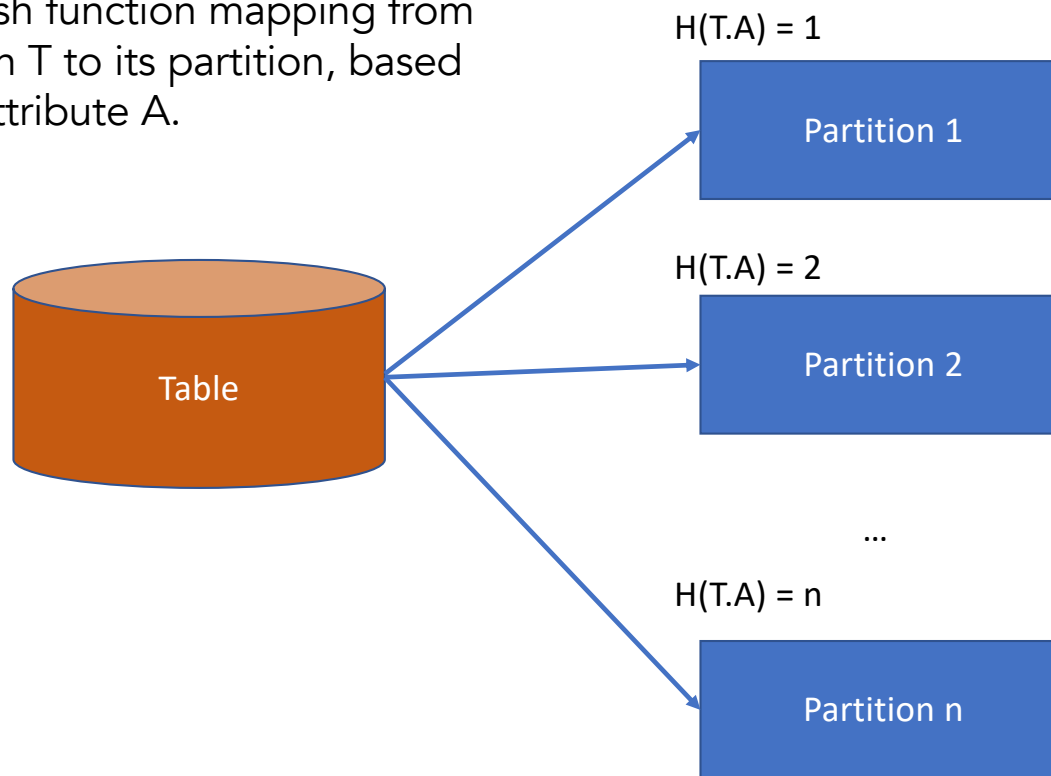 sh function mapping from
n T to its partition, based
ttribute A.
H(T.A) = 1
Partition 1
H(T.A) = 2
Partition 2
Table
...
H(T.A) = n
Partition n